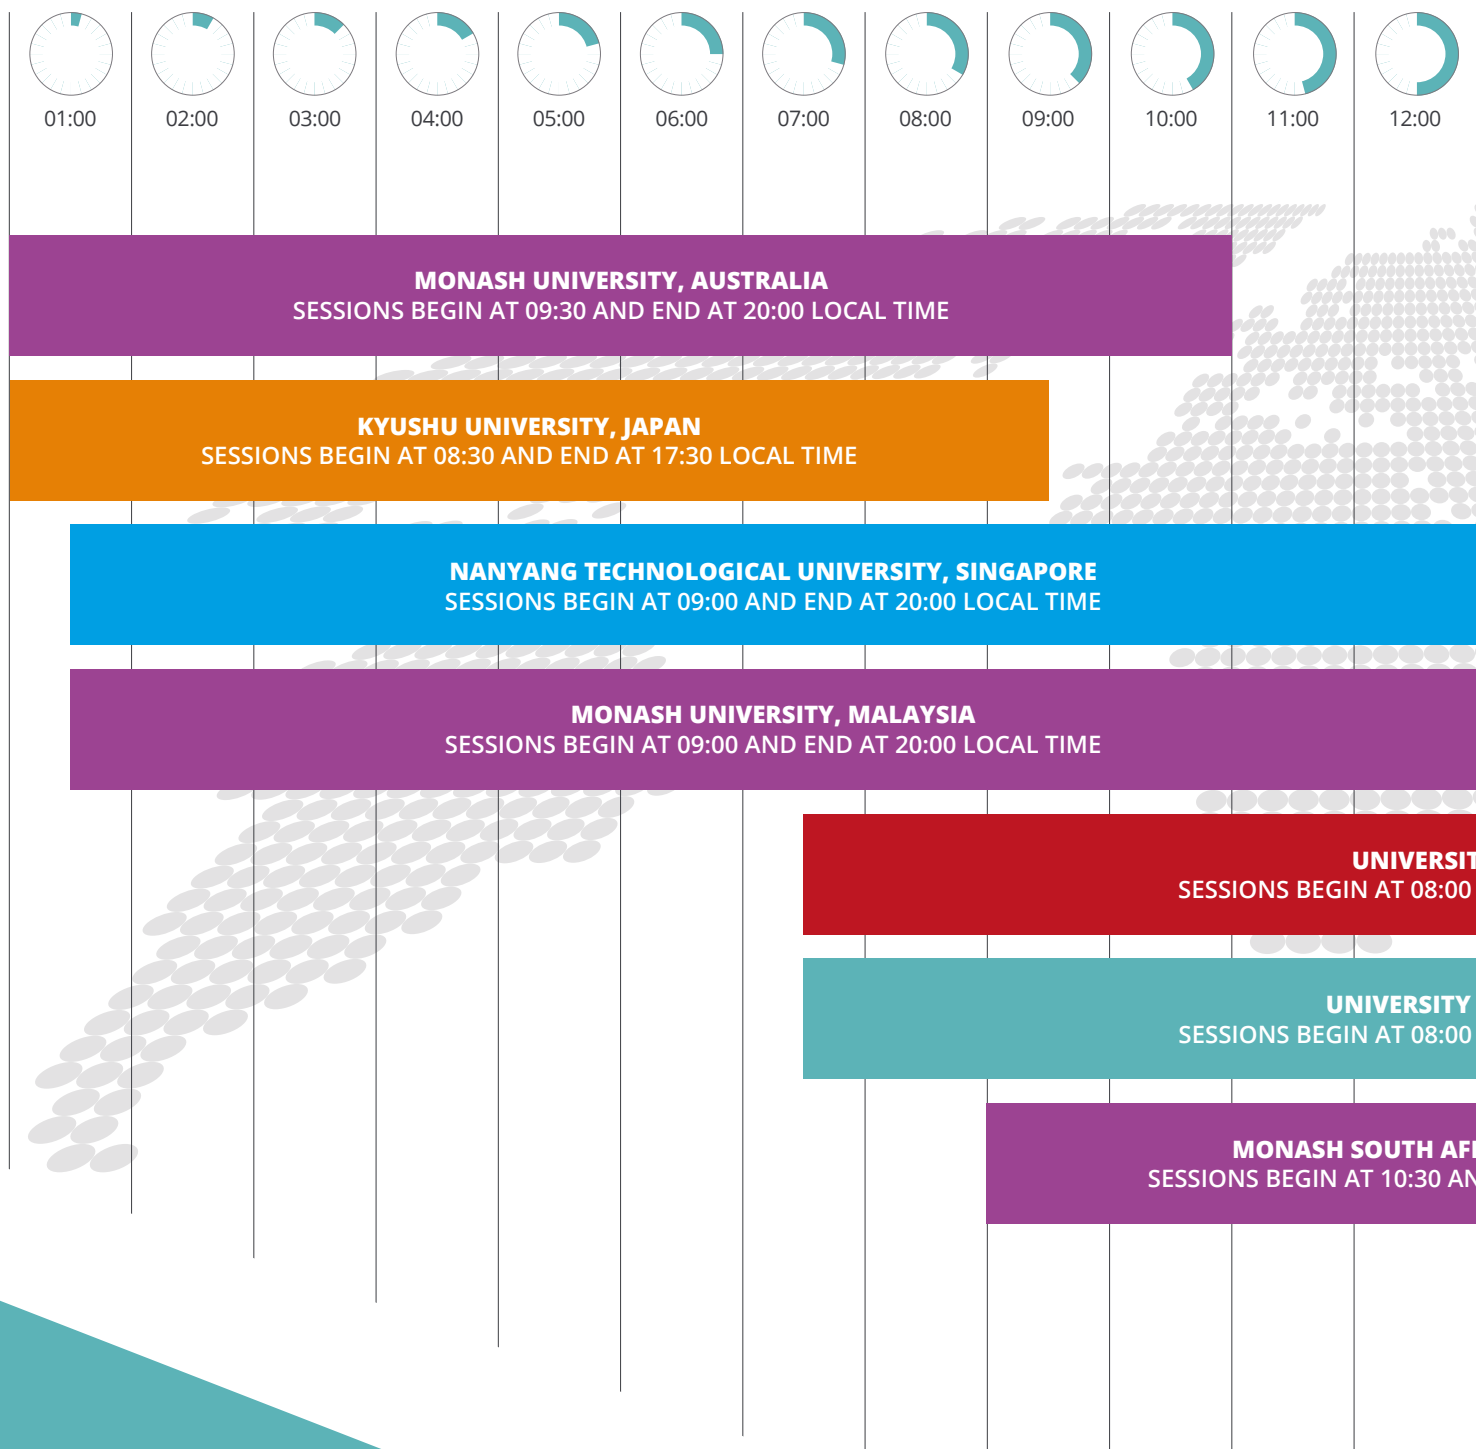 01:00 02:00 03:00 04:00 05:00 06:00 07:00 08:00 09:00 10:00 11:00 12:00
MONASH UNIVERSITY, AUSTRALIA
SESSIONS BEGIN AT 09:30 AND END AT 20:00 LOCAL TIME
KYUSHU UNIVERSITY, JAPAN
SESSIONS BEGIN AT 08:30 AND END AT 17:30 LOCAL TIME
NANYANG TECHNOLOGICAL UNIVERSITY, SINGAPORE
SESSIONS BEGIN AT 09:00 AND END AT 20:00 LOCAL TIME
MONASH UNIVERSITY, MALAYSIA
SESSIONS BEGIN AT 09:00 AND END AT 20:00 LOCAL TIME
UNIVERSIT
SESSIONS BEGIN AT 08:00
UNIVERSITY
SESSIONS BEGIN AT 08:00
MONASH SOUTH AF
SESSIONS BEGIN AT 10:30 AN